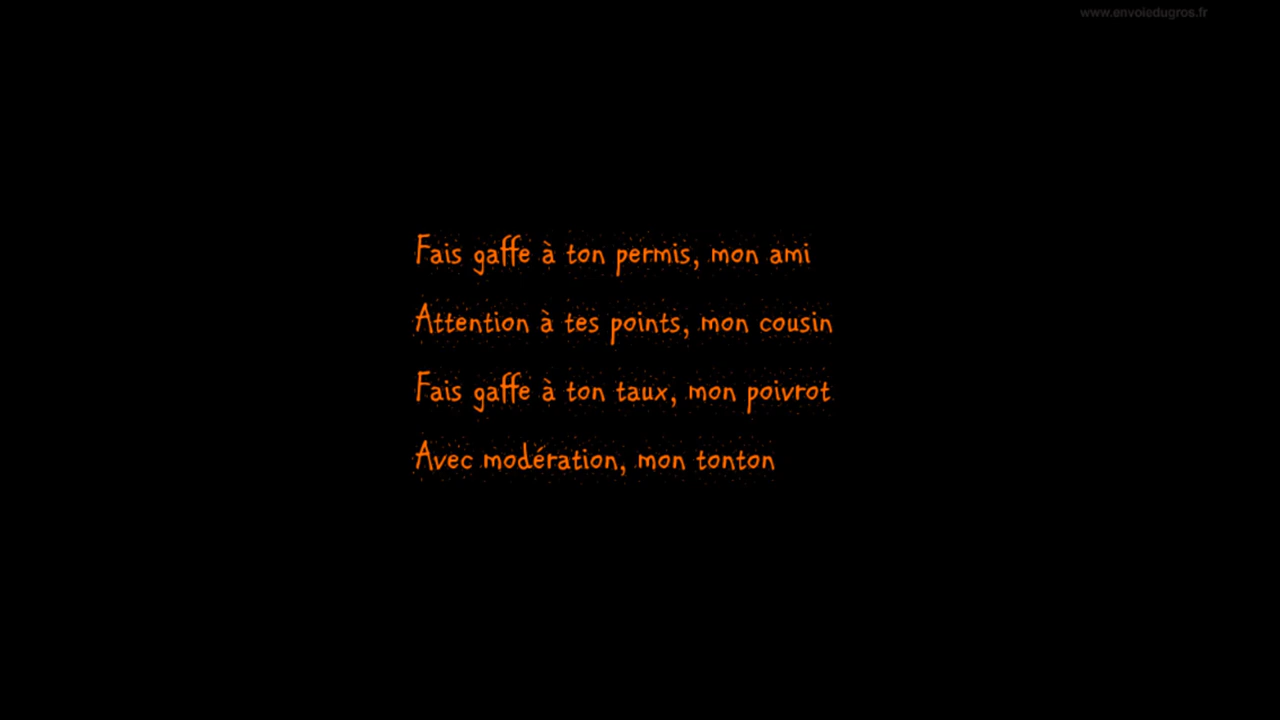 www.envoiedugros.fr
Fais gaffe à ton permis, mon ami
Attention à tes points, mon cousin
Fais gaffe à ton taux, mon poivrot
Avec modération, mon tonton